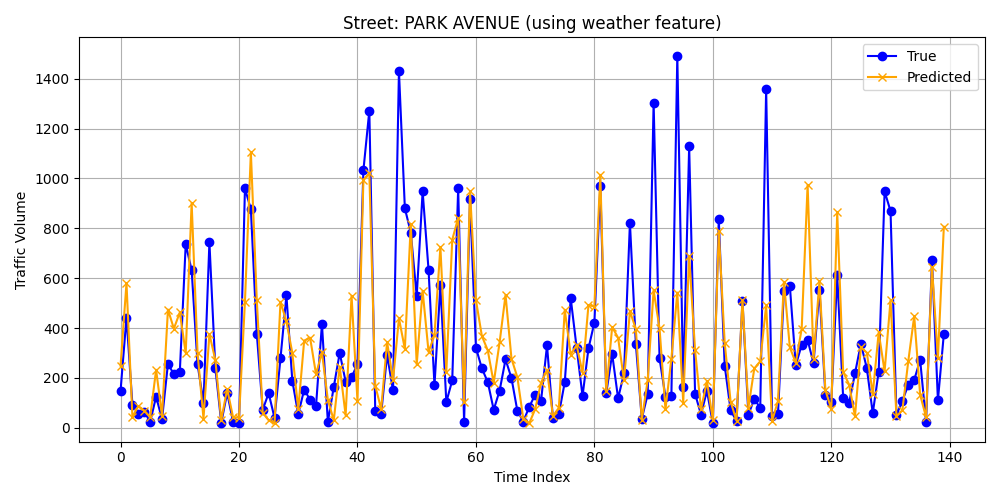 Street: PARK AVENUE (using weather feature)
True
Predicted
Traffic Volume
1400
1200
1000
800
600
400
200
0
0 20 40 60 80 100 120 140
Time Index